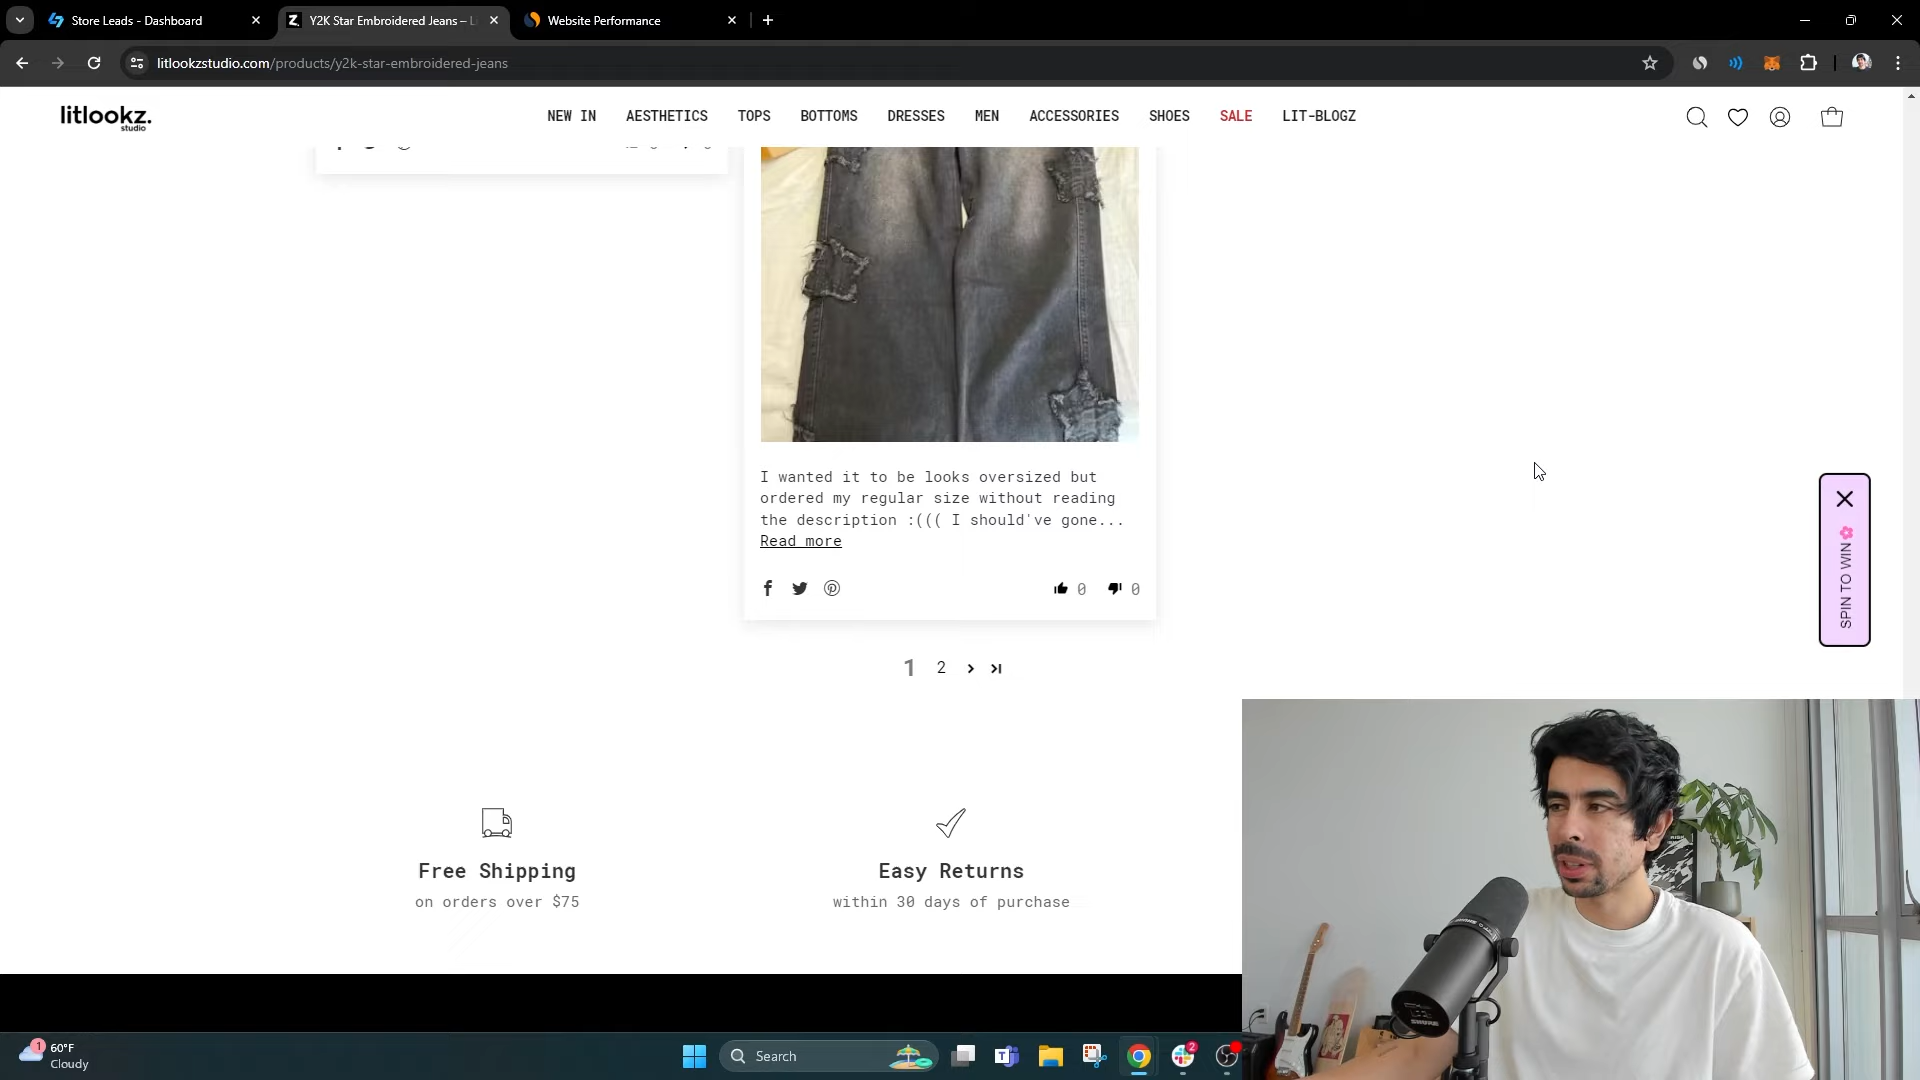 Store Leads - Dashboard
Y2K Star Embroidered Jeans – L
Website Performance
litlookzstudio.com/products/y2k-star-embroidered-jeans
litlookz.
studio
NEW IN
AESTHETICS
TOPS
BOTTOMS
DRESSES
MEN
ACCESSORIES
SHOES
SALE
LIT-BLOGZ
I wanted it to be looks oversized but
ordered my regular size without reading
the description :((( I should've gone...
Read more
0
0
SPIN TO WIN
1 2
Free Shipping
on orders over $75
Easy Returns
within 30 days of purchase
SHURE
1
60°F
Cloudy
Search
2